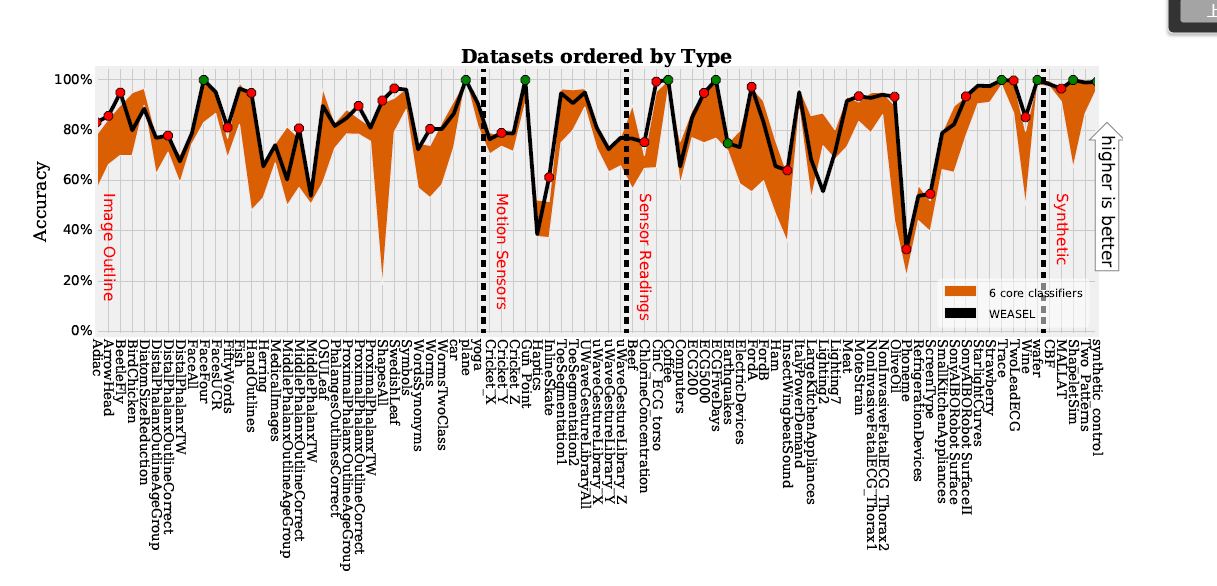 Datasets ordered by Type
100%
80%
60%
40%
20%
0%
Accuracy
Image Outline
Motion Sensors
Sensor Readings
Synthetic
higher is better
6 core classifiers
WEASEL
Adiac
ArrowHead
BeetleFly
BirdChicken
DiatomSizeReduction
DistalPhalanxOutlineAgeGroup
DistalPhalanxOutlineCorrect
DistalPhalanxTW
FaceAll
FaceFour
FacesUCR
FiftyWords
Fish
HandOutlines
Herring
MedicalImages
MiddlePhalanxOutlineAgeGroup
MiddlePhalanxOutlineCorrect
MiddlePhalanxTW
OSULeaf
PhalangesOutlinesCorrect
ProximalPhalanxOutlineAgeGroup
ProximalPhalanxOutlineCorrect
ProximalPhalanxTW
ShapesAll
SwedishLeaf
Symbols
WordsSynonyms
Worms
WormsTwoClass
car
plane
yoga
Cricket_X
Cricket_Y
Cricket_Z
Gun_Point
Haptics
InlineSkate
ToeSegmentation1
ToeSegmentation2
UWaveGestureLibraryAll
uWaveGestureLibrary_X
uWaveGestureLibrary_Y
uWaveGestureLibrary_Z
Beef
ChlorineConcentration
CinC_ECG_torso
Coffee
Computers
ECG200
ECG5000
ECGFiveDays
Earthquakes
ElectricDevices
FordA
FordB
Ham
InsectWingbeatSound
ItalyPowerDemand
LargeKitchenAppliances
Lighting2
Lighting7
Meat
MoteStrain
NonInvasiveFatalECG_Thorax1
NonInvasiveFatalECG_Thorax2
OliveOil
Phoneme
RefrigerationDevices
ScreenType
SmallKitchenAppliances
SonyAIBORobot Surface
SonyAIBORobot SurfaceII
StarlightCurves
Strawberry
Trace
TwoLeadECG
Wine
wafer
CBF
MALLAT
ShapeletSim
Two_Patterns
synthetic_control